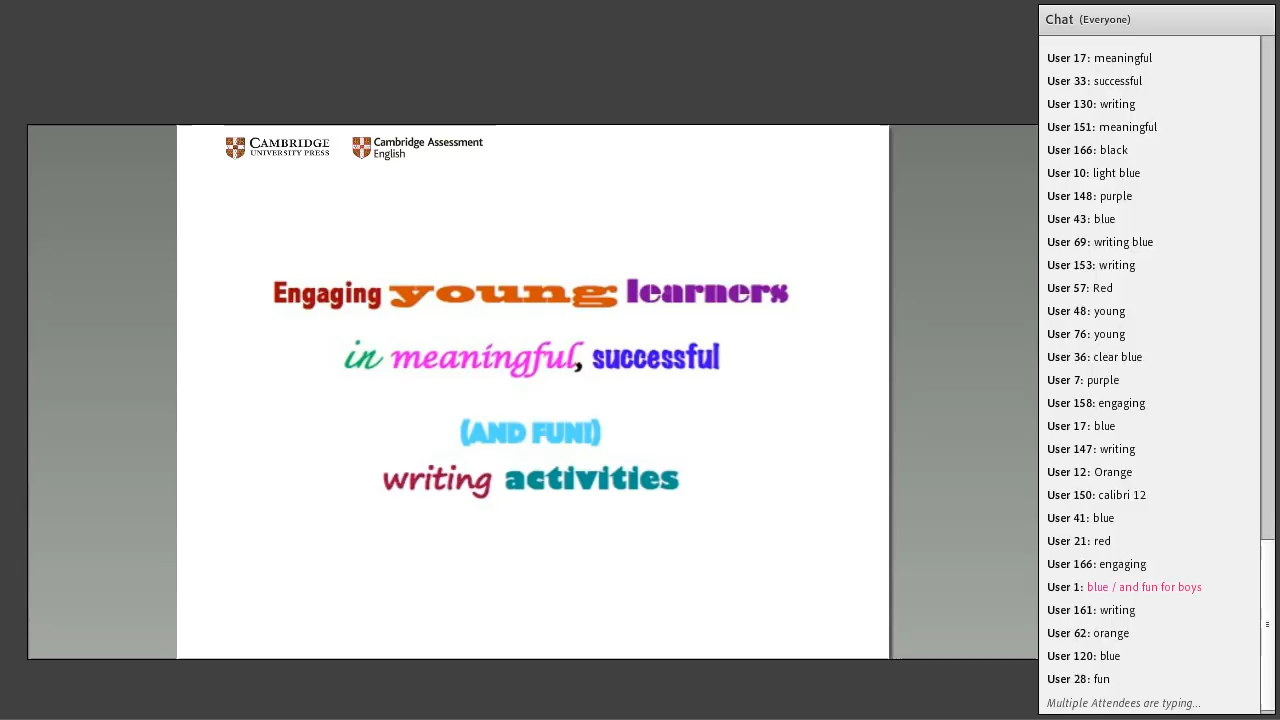 CAMBRIDGE
UNIVERSITY PRESS
Cambridge Assessment
English
Engaging young learners
in meaningful, successful
(AND FUN!)
writing activities
Chat (Everyone)
User 17: meaningful
User 33: successful
User 130: writing
User 151: meaningful
User 166: black
User 10: light blue
User 148: purple
User 43: blue
User 69: writing blue
User 153: writing
User 57: Red
User 48: young
User 76: young
User 36: clear blue
User 7: purple
User 158: engaging
User 17: blue
User 147: writing
User 12: Orange
User 150: calibri 12
User 41: blue
User 21: red
User 166: engaging
User 1: blue / and fun for boys
User 161: writing
User 62: orange
User 120: blue
User 28: fun
Multiple Attendees are typing...